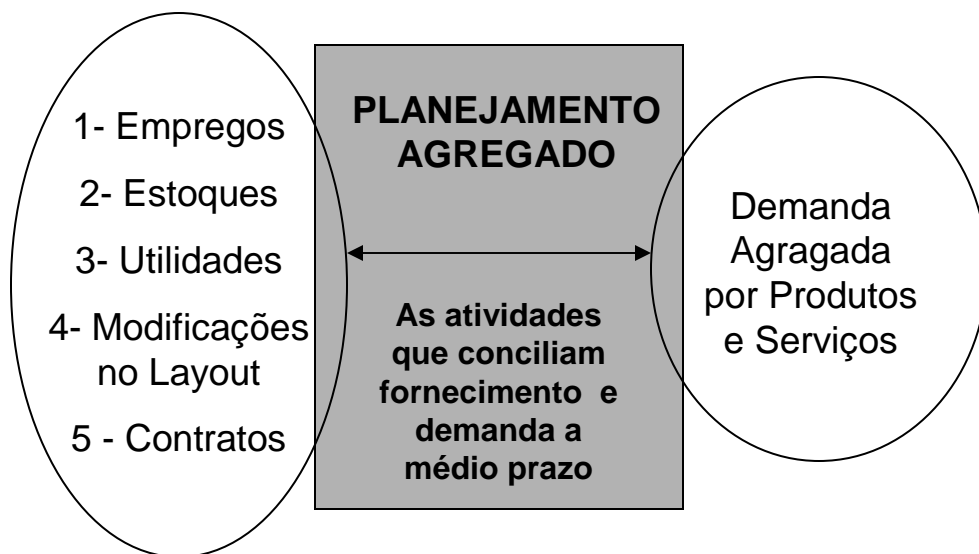 1- Empregos
2- Estoques
3- Utilidades
4- Modificações
no Layout
5 - Contratos
PLANEJAMENTO
AGREGADO
As atividades
que conciliam
fornecimento e
demanda a
médio prazo
Demanda
Agragada
por Produtos
e Serviços